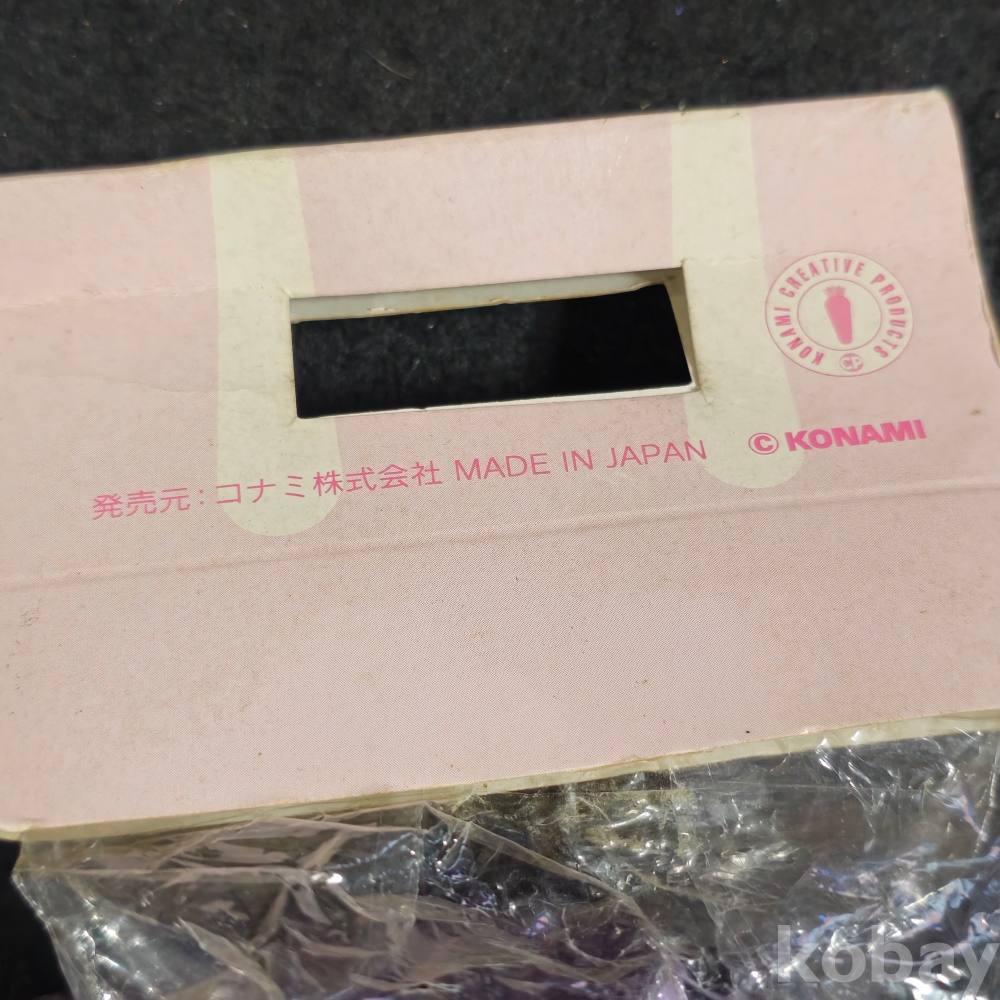 KONAMI CREATIVE PRODUCTS
CP
発売元:コナミ株式会社 MADE IN JAPAN
© KONAMI
kobay